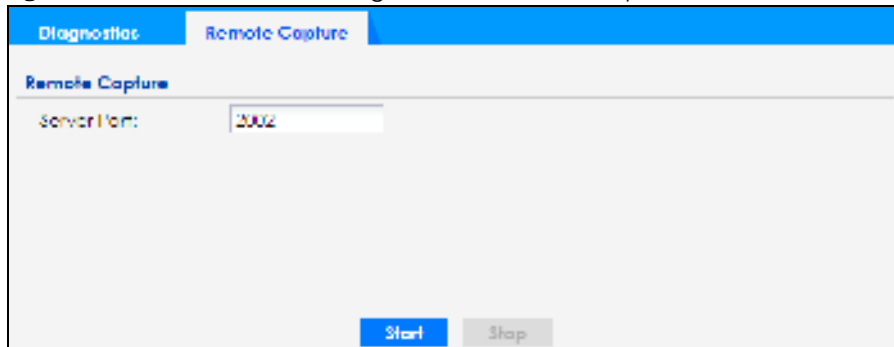 Diagnostics Remote Capture
Remote Capture
Server Port: 2002
Start Stop